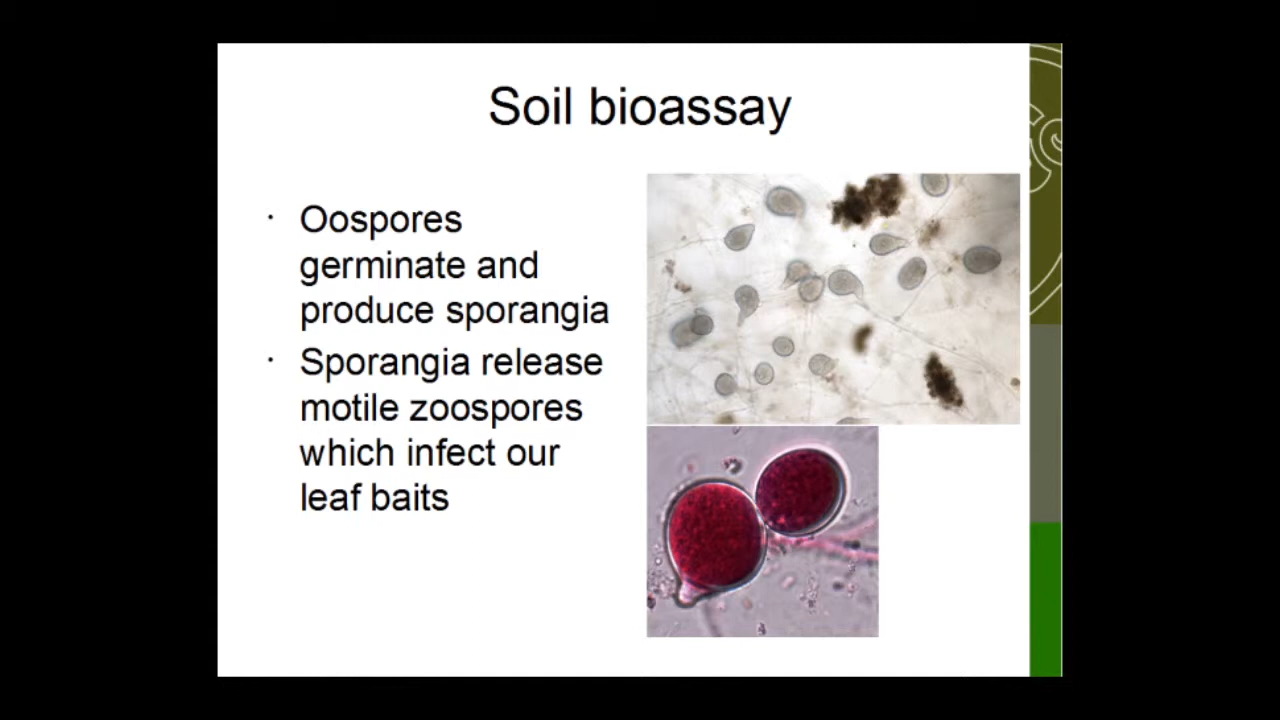 Soil bioassay
· Oospores
germinate and
produce sporangia
· Sporangia release
motile zoospores
which infect our
leaf baits